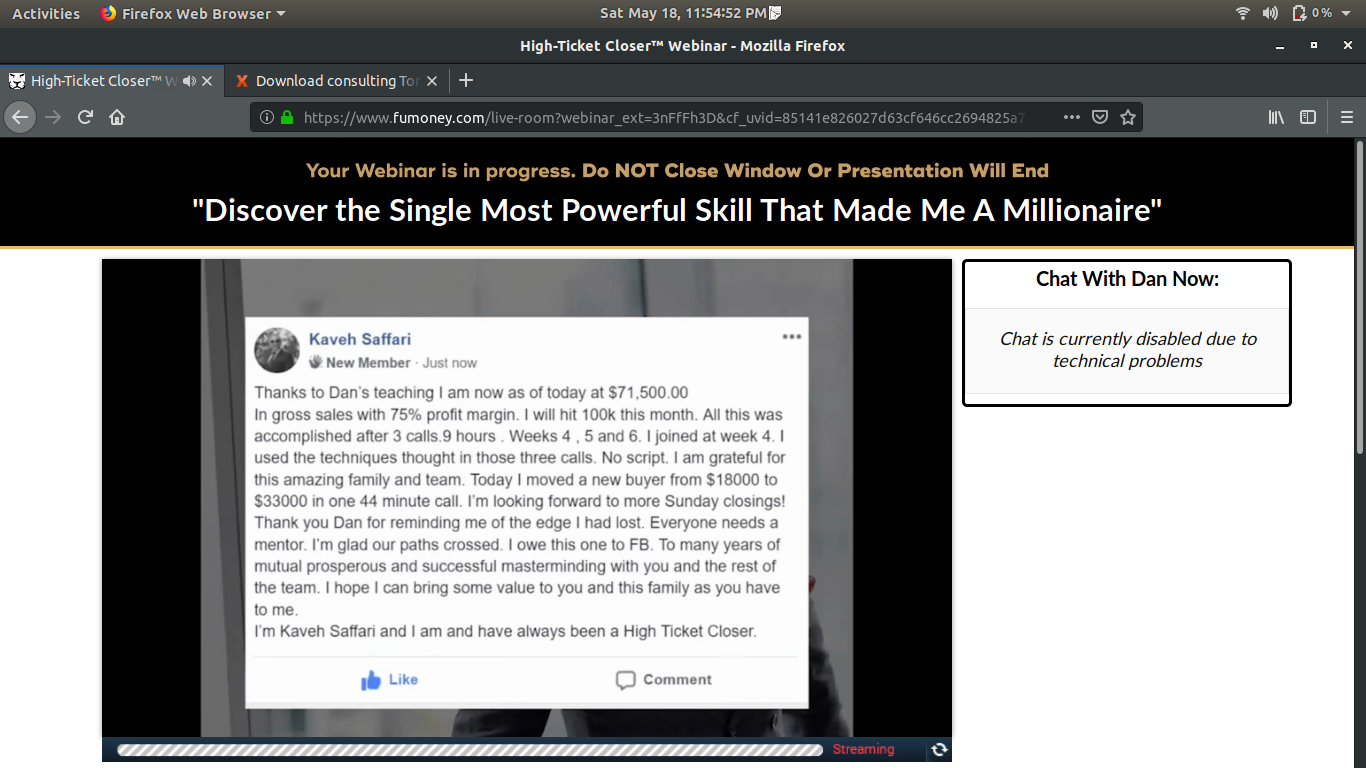 Activities
Firefox Web Browser
Sat May 18, 11:54:52 PM
0 %
High-Ticket Closer™ Webinar - Mozilla Firefox
High-Ticket Closer™ W
Download consulting Tor
https://www.fumoney.com/live-room?webinar_ext=3nFfFh3D&cf_uvid=85141e826027d63cf646cc2694825a7
Your Webinar is in progress. Do NOT Close Window Or Presentation Will End
"Discover the Single Most Powerful Skill That Made Me A Millionaire"
Kaveh Saffari
New Member · Just now
Thanks to Dan's teaching I am now as of today at $71,500.00
In gross sales with 75% profit margin. I will hit 100k this month. All this was
accomplished after 3 calls.9 hours . Weeks 4 , 5 and 6. I joined at week 4. I
used the techniques thought in those three calls. No script. I am grateful for
this amazing family and team. Today I moved a new buyer from $18000 to
$33000 in one 44 minute call. I'm looking forward to more Sunday closings!
Thank you Dan for reminding me of the edge I had lost. Everyone needs a
mentor. I'm glad our paths crossed. I owe this one to FB. To many years of
mutual prosperous and successful masterminding with you and the rest of
the team. I hope I can bring some value to you and this family as you have
to me.
I'm Kaveh Saffari and I am and have always been a High Ticket Closer.
Like
Comment
Streaming
Chat With Dan Now:
Chat is currently disabled due to
technical problems